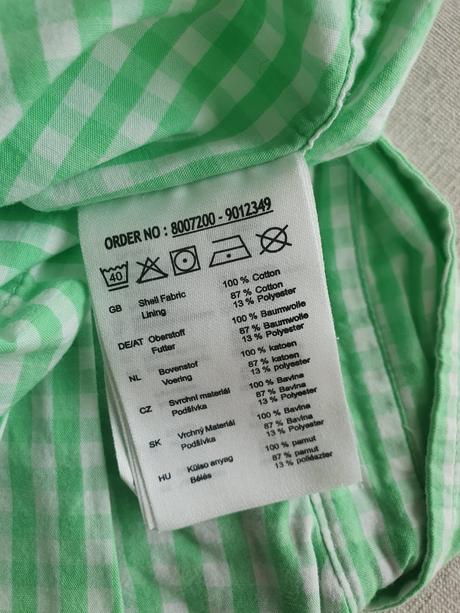 ORDER NO : 8007200 - 9012349
40
GB Shell Fabric 100 % Cotton
Lining 87 % Cotton
13 % Polyester
DE/AT Oberstoff 100 % Baumwolle
Futter 87 % Baumwolle
13 % Polyester
NL Bovenstof 100 % katoen
Voering 87 % katoen
13 % polyester
CZ Svrchní materiál 100 % Bavlna
Podšívka 87 % Bavlna
13 % Polyester
SK Vrchný Materiál 100 % Bavlna
Podšívka 87 % Bavlna
13 % Polyester
HU Külso anyag 100 % pamut
Bélés 87 % pamut
13 % poliészter